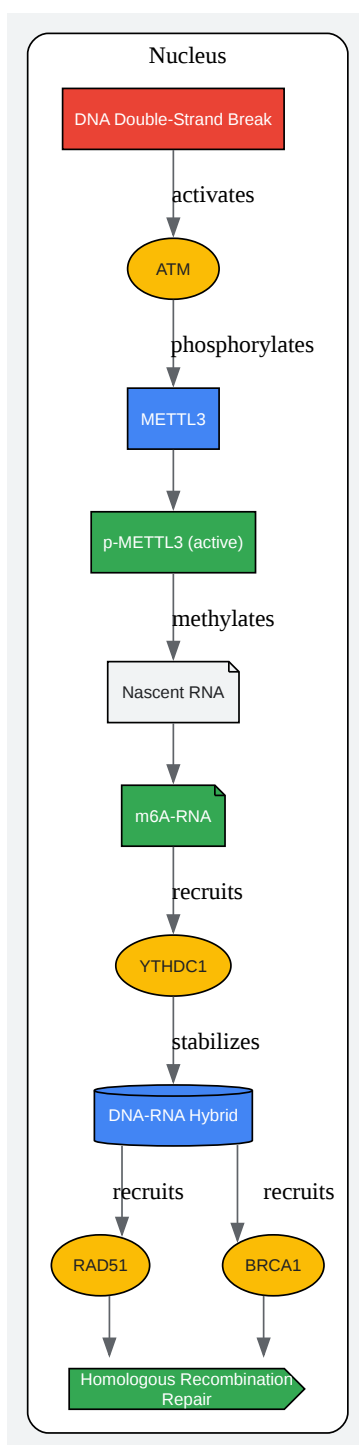 Nucleus
DNA Double-Strand Break
activates
ATM
phosphorylates
METTL3
p-METTL3 (active)
methylates
Nascent RNA
m6A-RNA
recruits
YTHDC1
stabilizes
DNA-RNA Hybrid
recruits
recruits
RAD51
BRCA1
Homologous Recombination
Repair